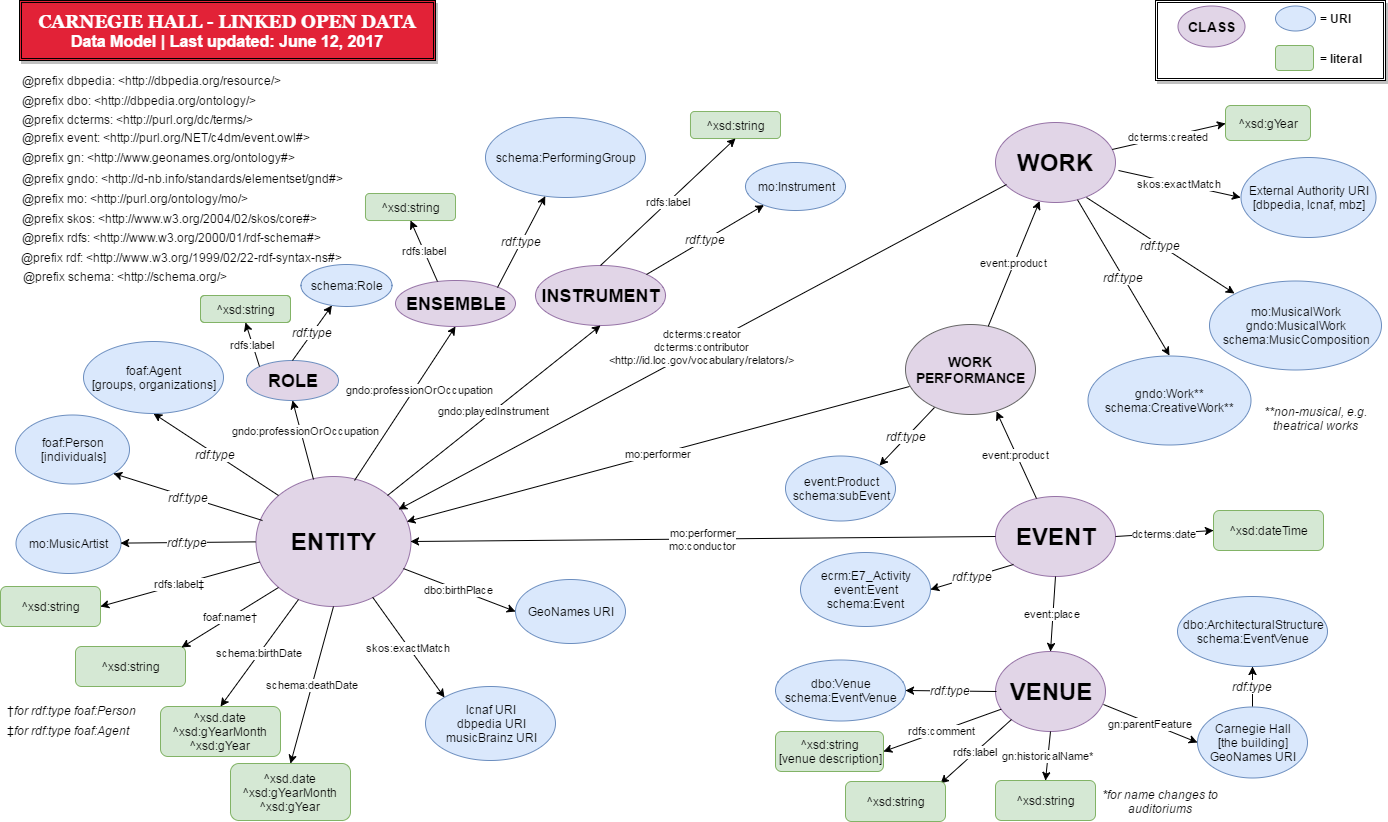 CARNEGIE HALL - LINKED OPEN DATA
Data Model | Last updated: June 12, 2017
CLASS
= URI
= literal
@prefix dbpedia: <http://dbpedia.org/resource/>
@prefix dbo: <http://dbpedia.org/ontology/>
@prefix dcterms: <http://purl.org/dc/terms/>
@prefix event: <http://purl.org/NET/c4dm/event.owl#>
@prefix gn: <http://www.geonames.org/ontology#>
@prefix gndo: <http://d-nb.info/standards/elementset/gnd#>
@prefix mo: <http://purl.org/ontology/mo/>
@prefix skos: <http://www.w3.org/2004/02/skos/core#>
@prefix rdfs: <http://www.w3.org/2000/01/rdf-schema#>
@prefix rdf: <http://www.w3.org/1999/02/22-rdf-syntax-ns#>
@prefix schema: <http://schema.org/>
schema:Role
^xsd:string
rdf:type
rdfs:label
ROLE
^xsd:string
rdfs:label
schema:PerformingGroup
rdf:type
ENSEMBLE
^xsd:string
rdfs:label
mo:Instrument
rdf:type
INSTRUMENT
WORK
dcterms:created
^xsd:gYear
skos:exactMatch
External Authority URI
[dbpedia, lcnaf, mbz]
rdf:type
rdf:type
mo:MusicalWork
gndo:MusicalWork
schema:MusicComposition
gndo:Work**
schema:CreativeWork**
**non-musical, e.g.
theatrical works
event:product
dcterms:creator
dcterms:contributor
<http://id.loc.gov/vocabulary/relators/>
WORK
PERFORMANCE
rdf:type
event:Product
schema:subEvent
event:product
mo:performer
foaf:Agent
[groups, organizations]
gndo:professionOrOccupation
gndo:playedInstrument
gndo:professionOrOccupation
rdf:type
foaf:Person
[individuals]
rdf:type
mo:MusicArtist
rdf:type
ENTITY
mo:performer
mo:conductor
EVENT
dcterms:date
^xsd:dateTime
ecrm:E7_Activity
event:Event
schema:Event
rdf:type
event:place
rdfs:label‡
^xsd:string
foaf:name†
^xsd:string
schema:birthDate
^xsd.date
^xsd:gYearMonth
^xsd:gYear
schema:deathDate
^xsd.date
^xsd:gYearMonth
^xsd:gYear
dbo:birthPlace
GeoNames URI
skos:exactMatch
lcnaf URI
dbpedia URI
musicBrainz URI
†for rdf:type foaf:Person
‡for rdf:type foaf:Agent
dbo:Venue
schema:EventVenue
rdf:type
VENUE
rdfs:comment
^xsd:string
[venue description]
rdfs:label
^xsd:string
gn:historicalName*
^xsd:string
*for name changes to
auditoriums
gn:parentFeature
Carnegie Hall
[the building]
GeoNames URI
rdf:type
dbo:ArchitecturalStructure
schema:EventVenue